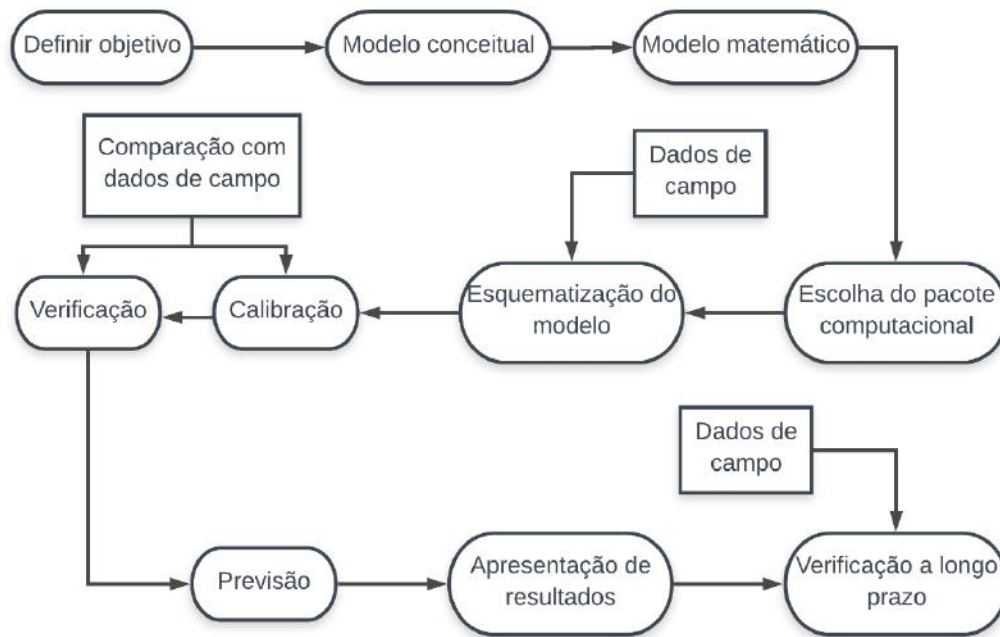 Definir objetivo
Modelo conceitual
Modelo matemático
Comparação com
dados de campo
Dados de
campo
Verificação
Calibração
Esquematização do
modelo
Escolha do pacote
computacional
Dados de
campo
Previsão
Apresentação de
resultados
Verificação a longo
prazo